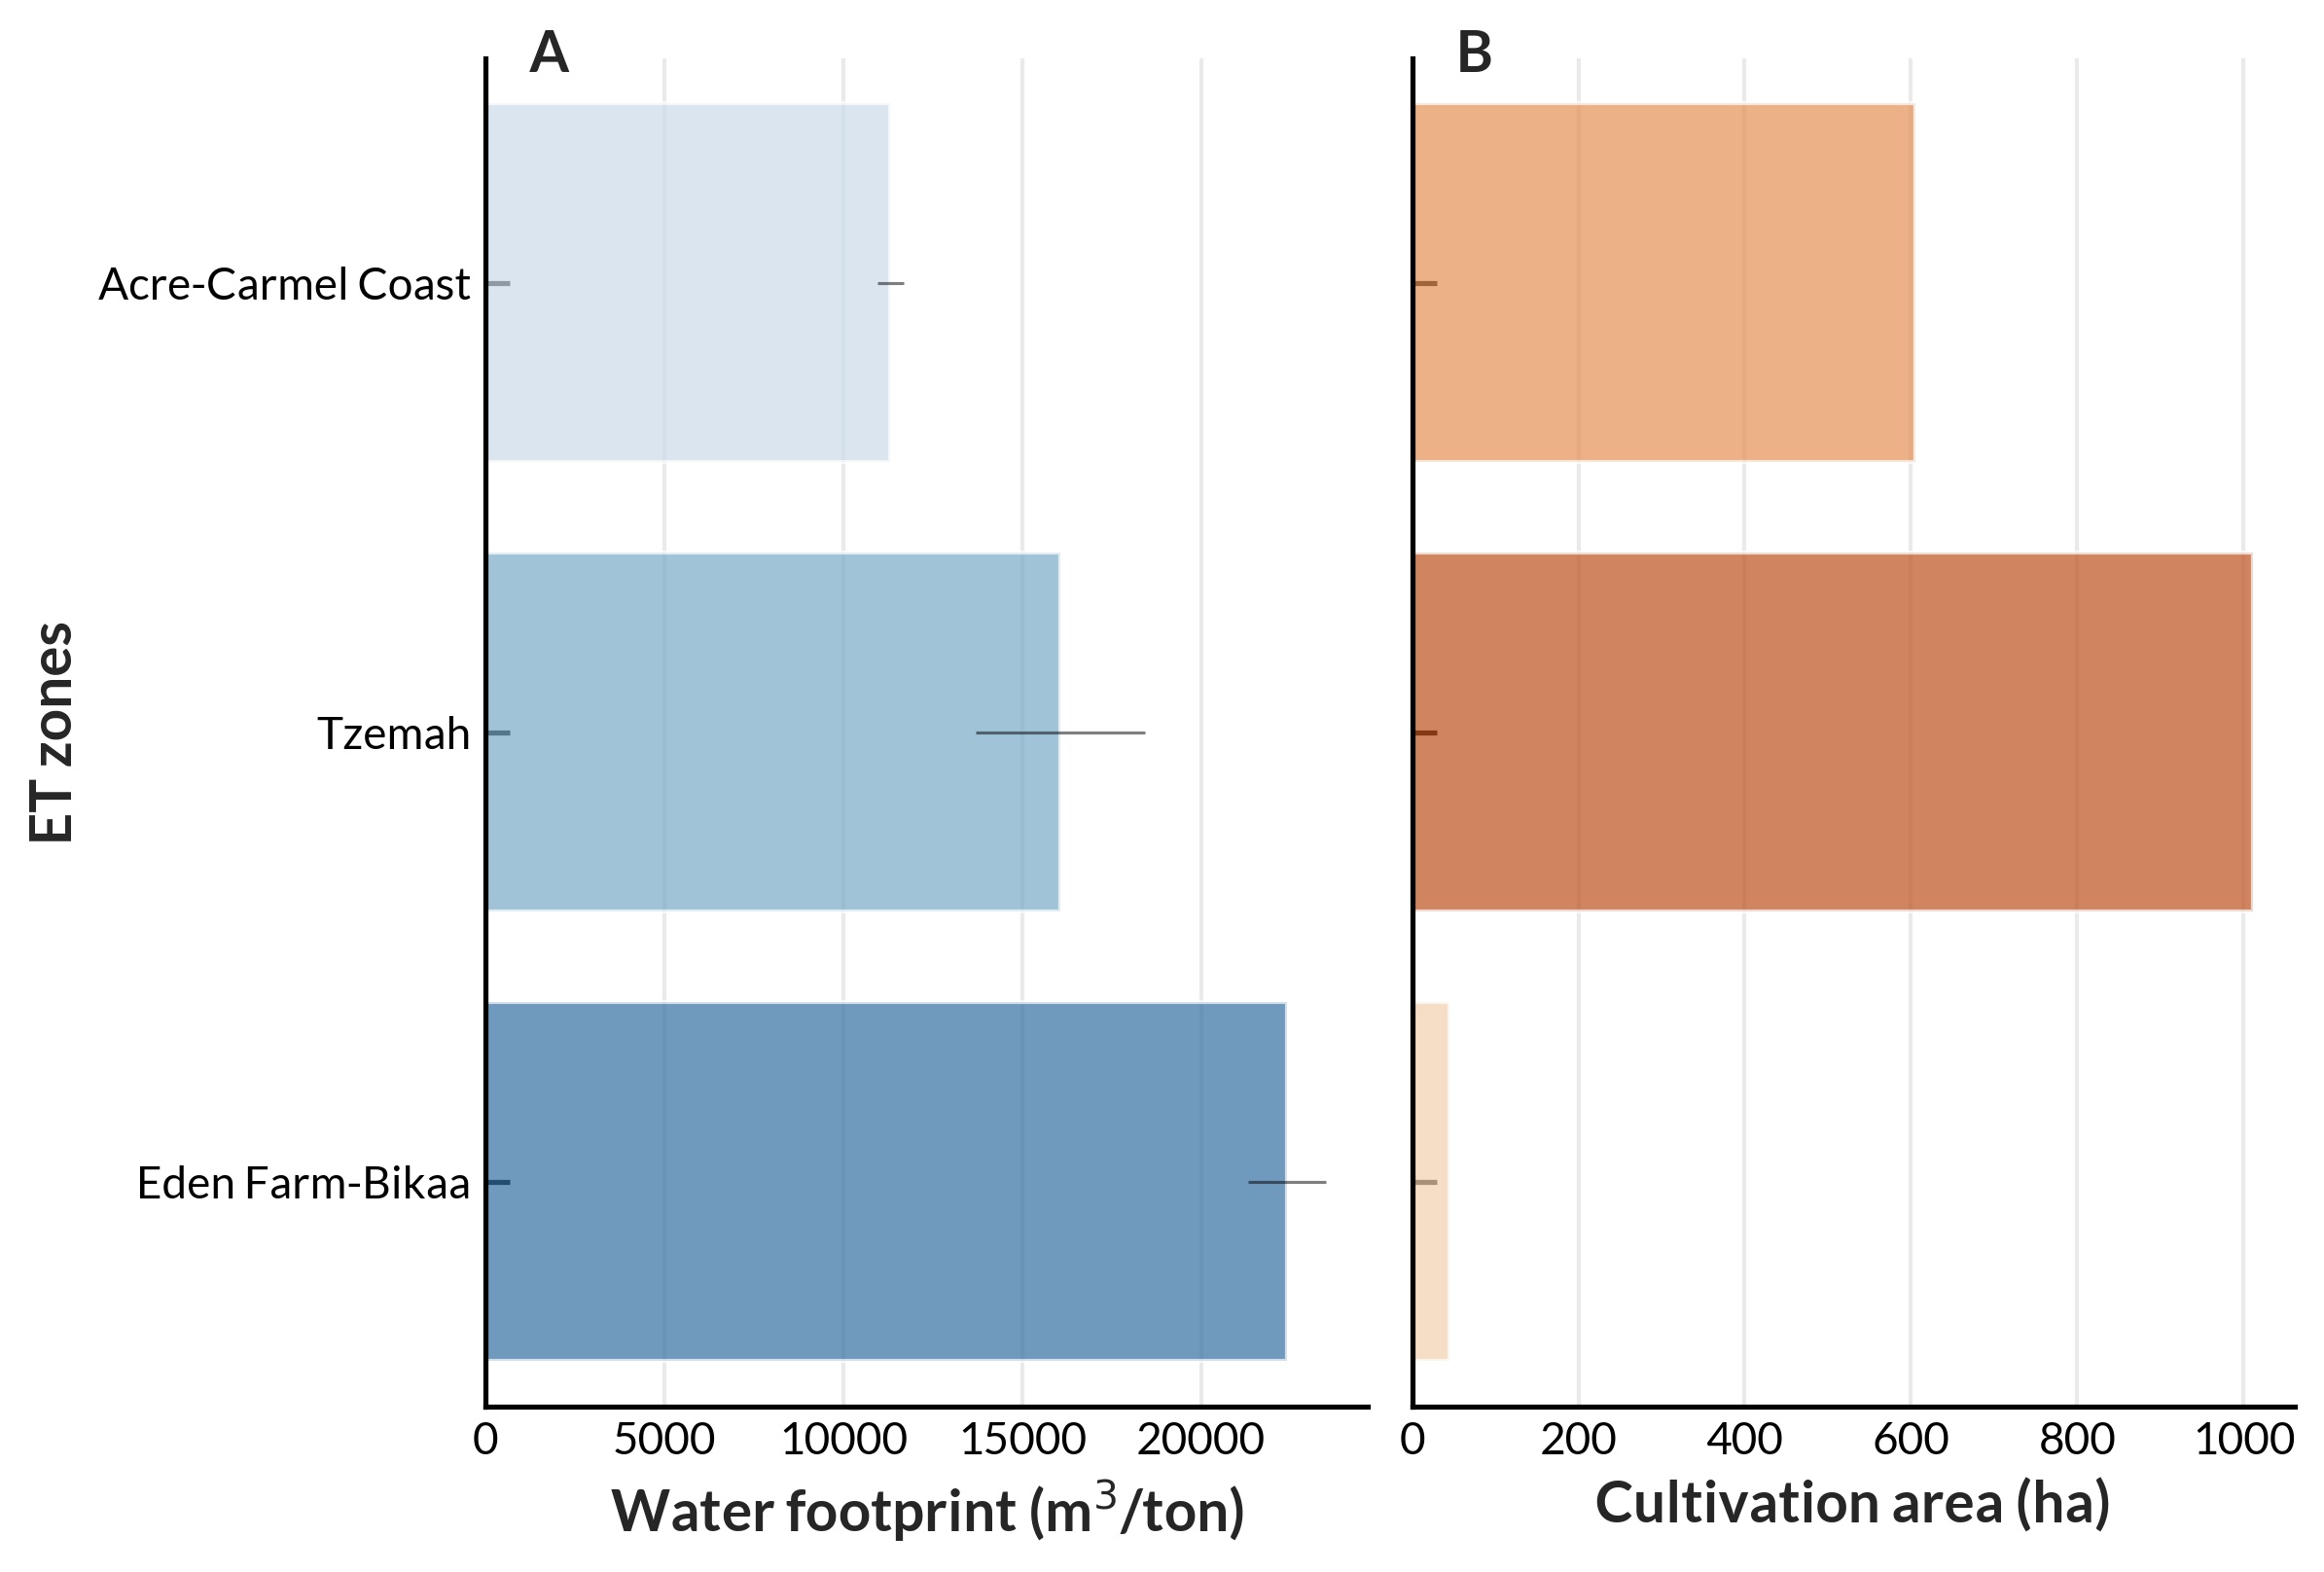 A
B
ET zones
Acre-Carmel Coast
Tzemah
Eden Farm-Bikaa
0 5000 10000 15000 20000
0 200 400 600 800 1000
Water footprint (m³/ton)
Cultivation area (ha)